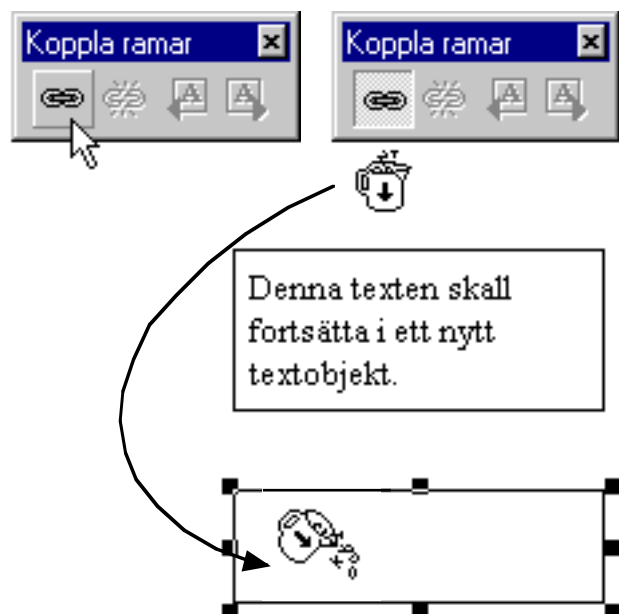 Koppla ramar
Koppla ramar
Denna texten skall
fortsätta i ett nytt
textobjekt.